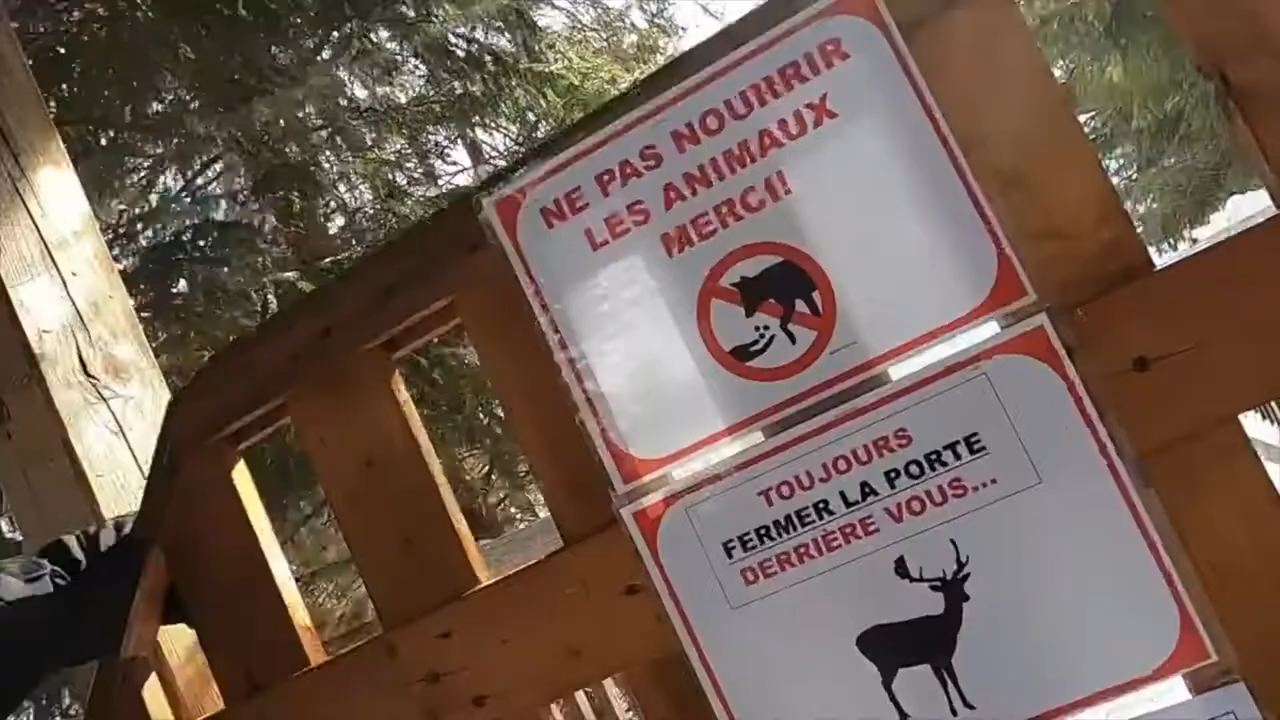 NE PAS NOURRIR
LES ANIMAUX
MERCI!
TOUJOURS
FERMER LA PORTE
DERRIÈRE VOUS...